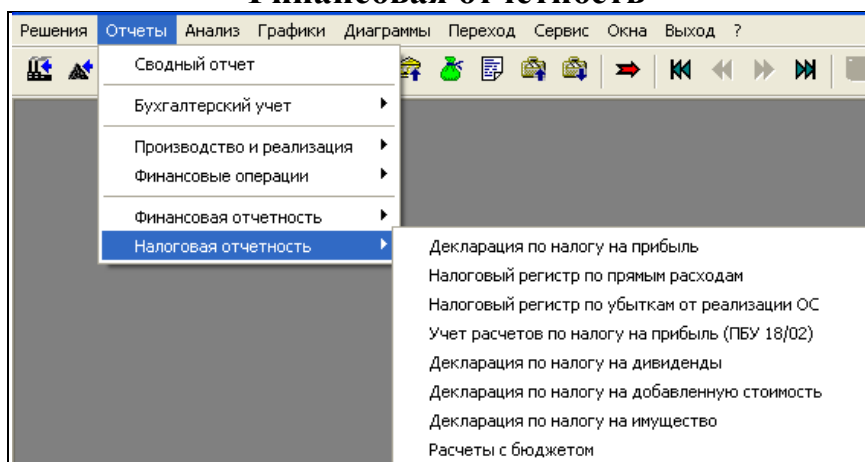 Финансовая отчетность
Решения Отчеты Анализ Графики Диаграммы Переход Сервис Окна Выход ?
Сводный отчет
Бухгалтерский учет
Производство и реализация
Финансовые операции
Финансовая отчетность
Налоговая отчетность
Декларация по налогу на прибыль
Налоговый регистр по прямым расходам
Налоговый регистр по убыткам от реализации ОС
Учет расчетов по налогу на прибыль (ПБУ 18/02)
Декларация по налогу на дивиденды
Декларация по налогу на добавленную стоимость
Декларация по налогу на имущество
Расчеты с бюджетом